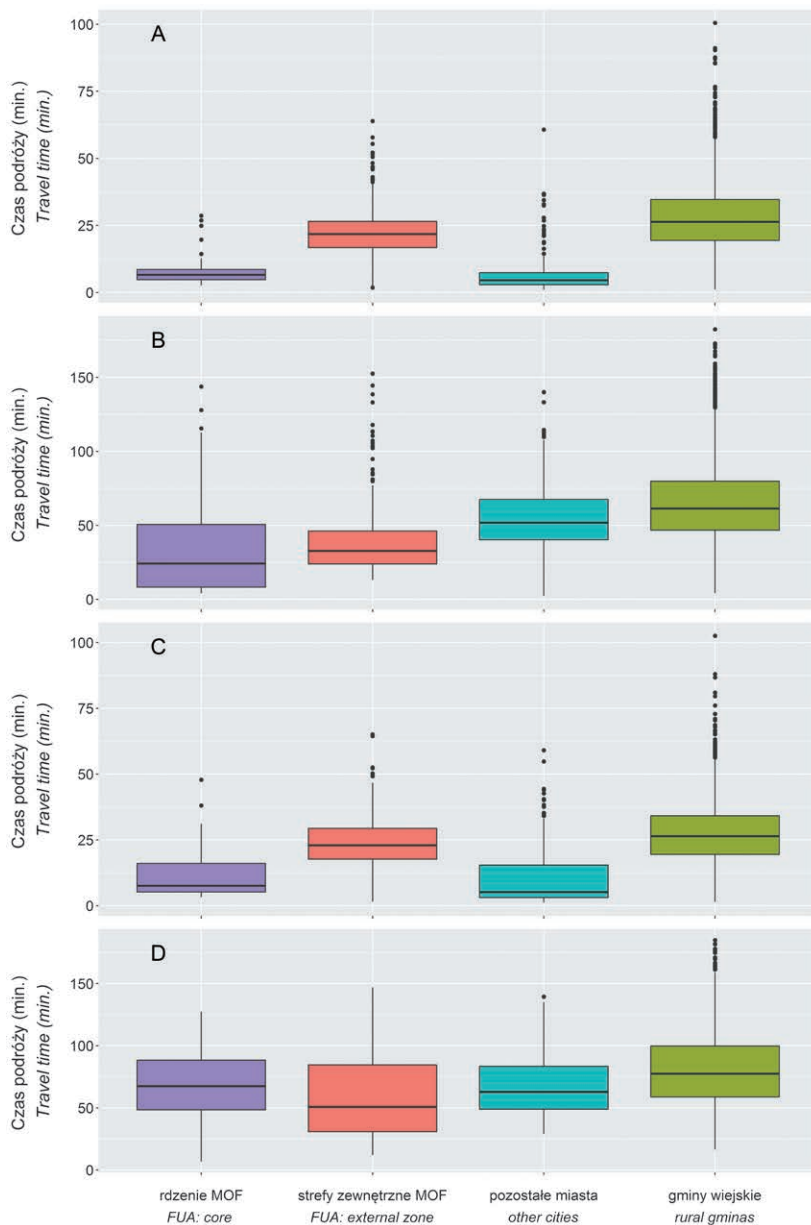 A
Czas podróży (min.)
Travel time (min.)
100
75
50
25
0
B
Czas podróży (min.)
Travel time (min.)
150
100
50
0
C
Czas podróży (min.)
Travel time (min.)
100
75
50
25
0
D
Czas podróży (min.)
Travel time (min.)
150
100
50
0
rdzenie MOF
FUA: core
strefy zewnętrzne MOF
FUA: external zone
pozostałe miasta
other cities
gminy wiejskie
rural gminas